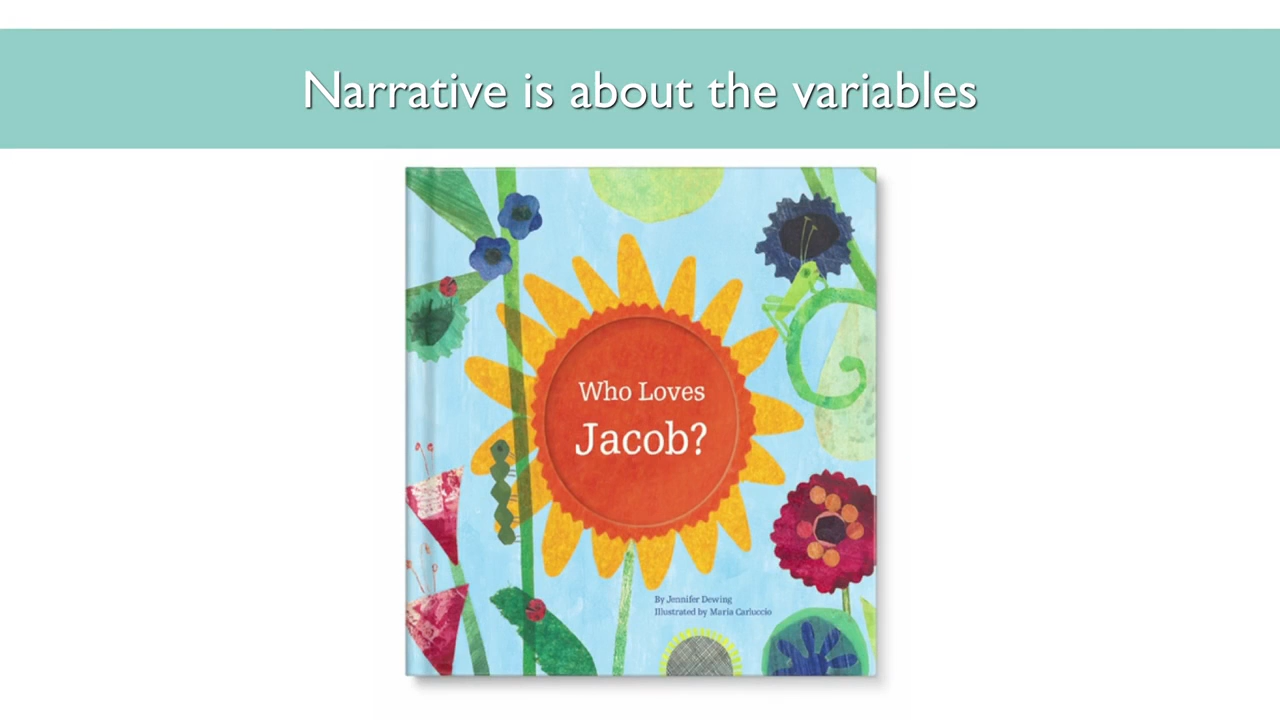 Narrative is about the variables
Who Loves
Jacob?
By Jennifer Dewing
Illustrated by Maria Carluccio